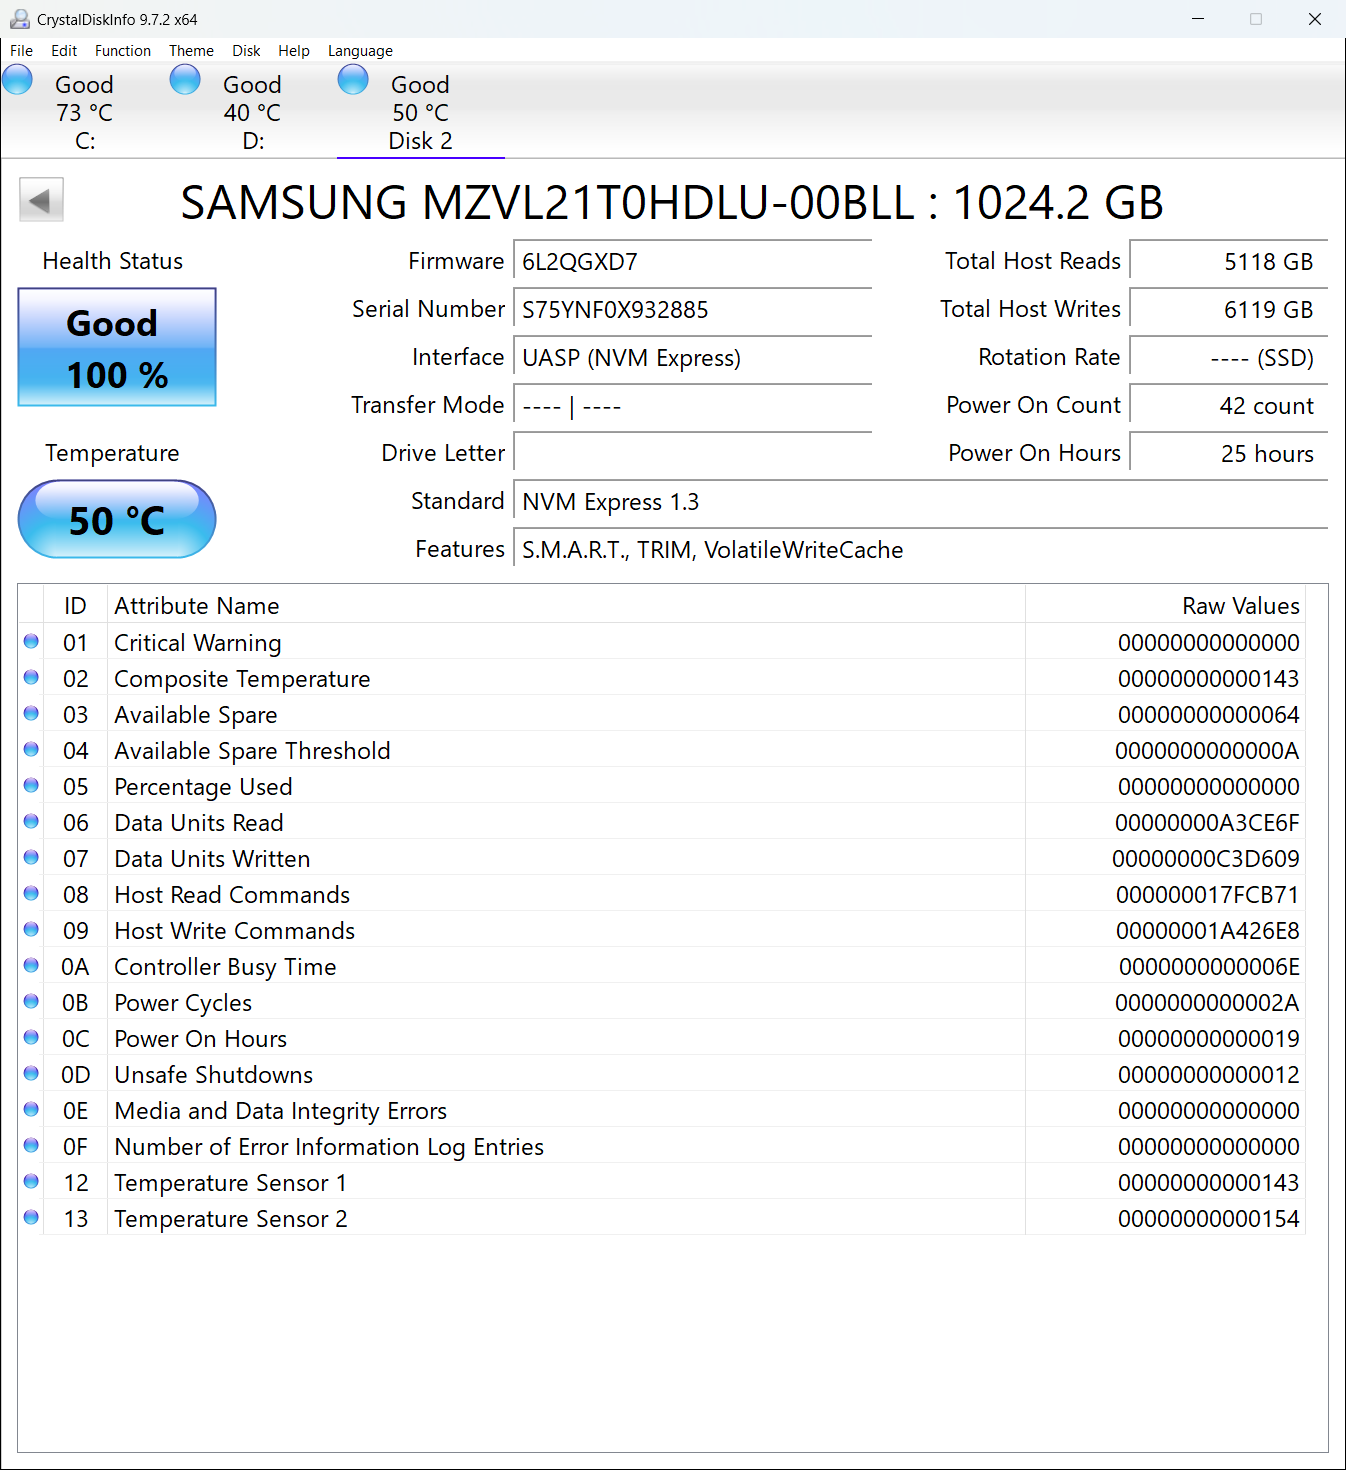 CrystalDiskInfo 9.7.2 x64
File Edit Function Theme Disk Help Language
Good Good Good
73 °C 40 °C 50 °C
C: D: Disk 2
SAMSUNG MZVL21T0HDLU-00BLL : 1024.2 GB
Health Status
Good
100 %
Temperature
50 °C
Firmware 6L2QGXD7
Serial Number S75YNF0X932885
Interface UASP (NVM Express)
Transfer Mode ---- | ----
Drive Letter
Standard NVM Express 1.3
Features S.M.A.R.T., TRIM, VolatileWriteCache
Total Host Reads 5118 GB
Total Host Writes 6119 GB
Rotation Rate ---- (SSD)
Power On Count 42 count
Power On Hours 25 hours
ID Attribute Name Raw Values
01 Critical Warning 00000000000000
02 Composite Temperature 00000000000143
03 Available Spare 00000000000064
04 Available Spare Threshold 0000000000000A
05 Percentage Used 00000000000000
06 Data Units Read 00000000A3CE6F
07 Data Units Written 00000000C3D609
08 Host Read Commands 000000017FCB71
09 Host Write Commands 00000001A426E8
0A Controller Busy Time 0000000000006E
0B Power Cycles 0000000000002A
0C Power On Hours 00000000000019
0D Unsafe Shutdowns 00000000000012
0E Media and Data Integrity Errors 00000000000000
0F Number of Error Information Log Entries 00000000000000
12 Temperature Sensor 1 00000000000143
13 Temperature Sensor 2 00000000000154